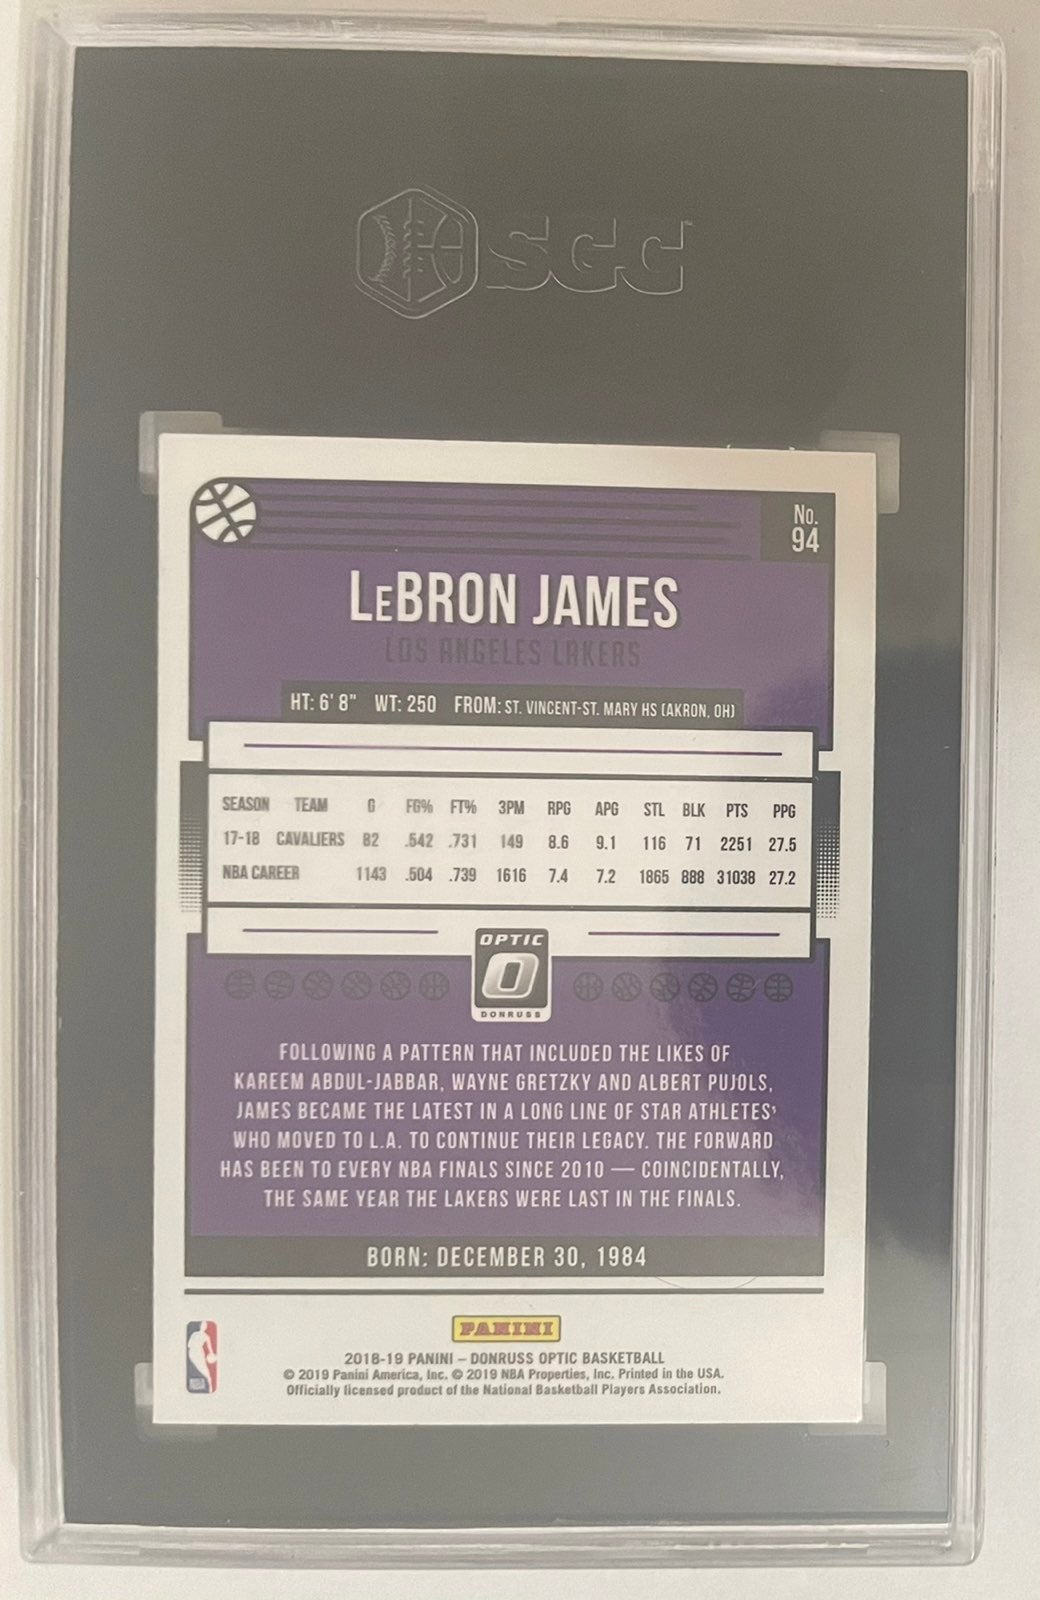 SGC
No.
94
LeBRON JAMES
LOS ANGELES LAKERS
HT: 6' 8" WT: 250 FROM: ST. VINCENT-ST. MARY HS (AKRON, OH)
SEASON TEAM G FG% FT% 3PM RPG APG STL BLK PTS PPG
17-18 CAVALIERS 82 .542 .731 149 8.6 9.1 116 71 2251 27.5
NBA CAREER 1143 .504 .739 1616 7.4 7.2 1865 888 31038 27.2
OPTIC
O
DONRUSS
FOLLOWING A PATTERN THAT INCLUDED THE LIKES OF
KAREEM ABDUL-JABBAR, WAYNE GRETZKY AND ALBERT PUJOLS,
JAMES BECAME THE LATEST IN A LONG LINE OF STAR ATHLETES'
WHO MOVED TO L.A. TO CONTINUE THEIR LEGACY. THE FORWARD
HAS BEEN TO EVERY NBA FINALS SINCE 2010 — COINCIDENTALLY,
THE SAME YEAR THE LAKERS WERE LAST IN THE FINALS.
BORN: DECEMBER 30, 1984
PANINI
2018-19 PANINI – DONRUSS OPTIC BASKETBALL
© 2019 Panini America, Inc. © 2019 NBA Properties, Inc. Printed in the USA.
Officially licensed product of the National Basketball Players Association.
NBA